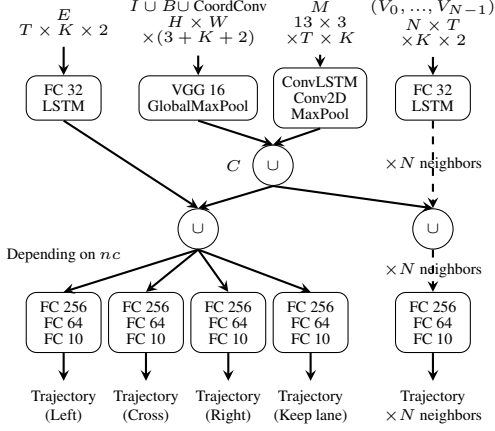 E
T × K × 2
I ∪ B∪ CoordConv
H × W
×(3 + K + 2)
M
13 × 3
×T × K
(V0, ..., VN−1)
N × T
×K × 2
FC 32
LSTM
VGG 16
GlobalMaxPool
ConvLSTM
Conv2D
MaxPool
FC 32
LSTM
C
∪
×N neighbors
∪
∪
Depending on nc
×N neighbors
FC 256
FC 64
FC 10
FC 256
FC 64
FC 10
FC 256
FC 64
FC 10
FC 256
FC 64
FC 10
FC 256
FC 64
FC 10
Trajectory
(Left)
Trajectory
(Cross)
Trajectory
(Right)
Trajectory
(Keep lane)
Trajectory
×N neighbors